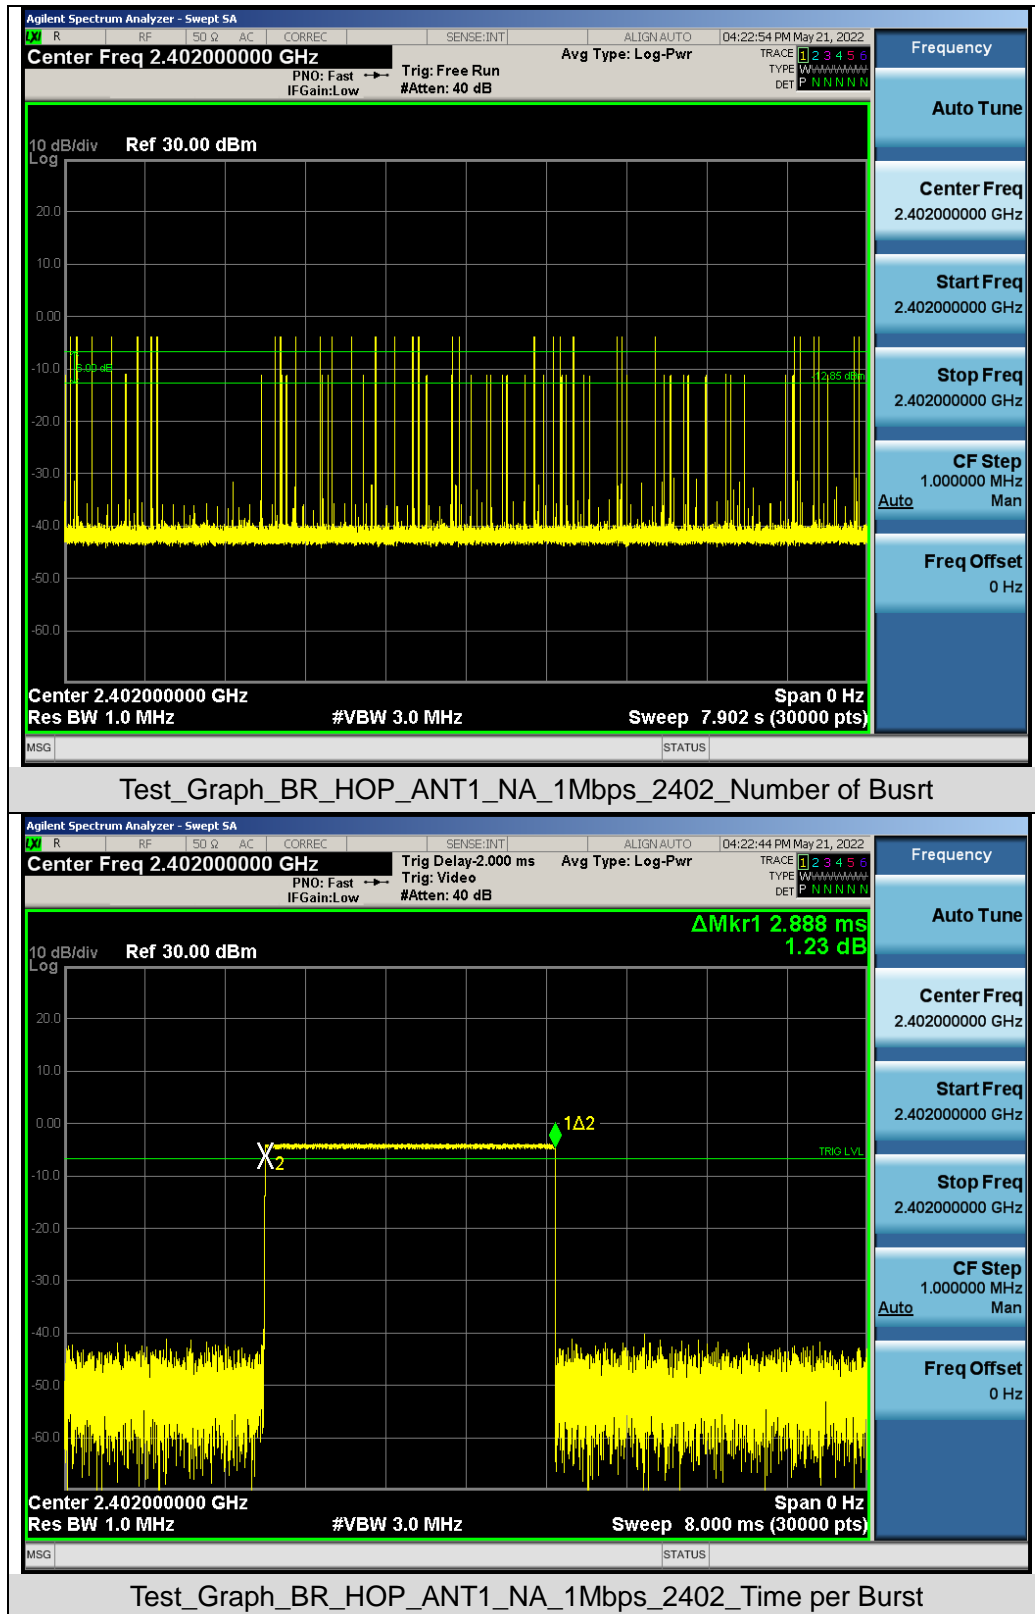 Agilent Spectrum Analyzer - Swept SA
LXI R RF 50 Ω AC CORREC SENSE:INT ALIGN AUTO 04:22:54 PM May 21, 2022
Center Freq 2.402000000 GHz Avg Type: Log-Pwr TRACE 1 2 3 4 5 6
PNO: Fast Trig: Free Run TYPE W
IFGain:Low #Atten: 40 dB DET P N N N N N
Frequency
Auto Tune
Center Freq
2.402000000 GHz
Start Freq
2.402000000 GHz
Stop Freq
2.402000000 GHz
CF Step
1.000000 MHz
Auto Man
Freq Offset
0 Hz
10 dB/div Ref 30.00 dBm
Log
20.0
10.0
0.00
-10.0
-12.85 dBm
-20.0
-30.0
-40.0
-50.0
-60.0
Center 2.402000000 GHz Span 0 Hz
Res BW 1.0 MHz #VBW 3.0 MHz Sweep 7.902 s (30000 pts)
MSG STATUS
Test_Graph_BR_HOP_ANT1_NA_1Mbps_2402_Number of Busrt
Agilent Spectrum Analyzer - Swept SA
LXI R RF 50 Ω AC CORREC SENSE:INT ALIGN AUTO 04:22:44 PM May 21, 2022
Center Freq 2.402000000 GHz Trig Delay-2.000 ms Avg Type: Log-Pwr TRACE 1 2 3 4 5 6
PNO: Fast Trig: Video TYPE W
IFGain:Low #Atten: 40 dB DET P N N N N N
Frequency
Auto Tune
Center Freq
2.402000000 GHz
Start Freq
2.402000000 GHz
Stop Freq
2.402000000 GHz
CF Step
1.000000 MHz
Auto Man
Freq Offset
0 Hz
ΔMkr1 2.888 ms
10 dB/div Ref 30.00 dBm 1.23 dB
Log
20.0
10.0
0.00
1Δ2
TRIG LVL
2
-10.0
-20.0
-30.0
-40.0
-50.0
-60.0
Center 2.402000000 GHz Span 0 Hz
Res BW 1.0 MHz #VBW 3.0 MHz Sweep 8.000 ms (30000 pts)
MSG STATUS
Test_Graph_BR_HOP_ANT1_NA_1Mbps_2402_Time per Burst